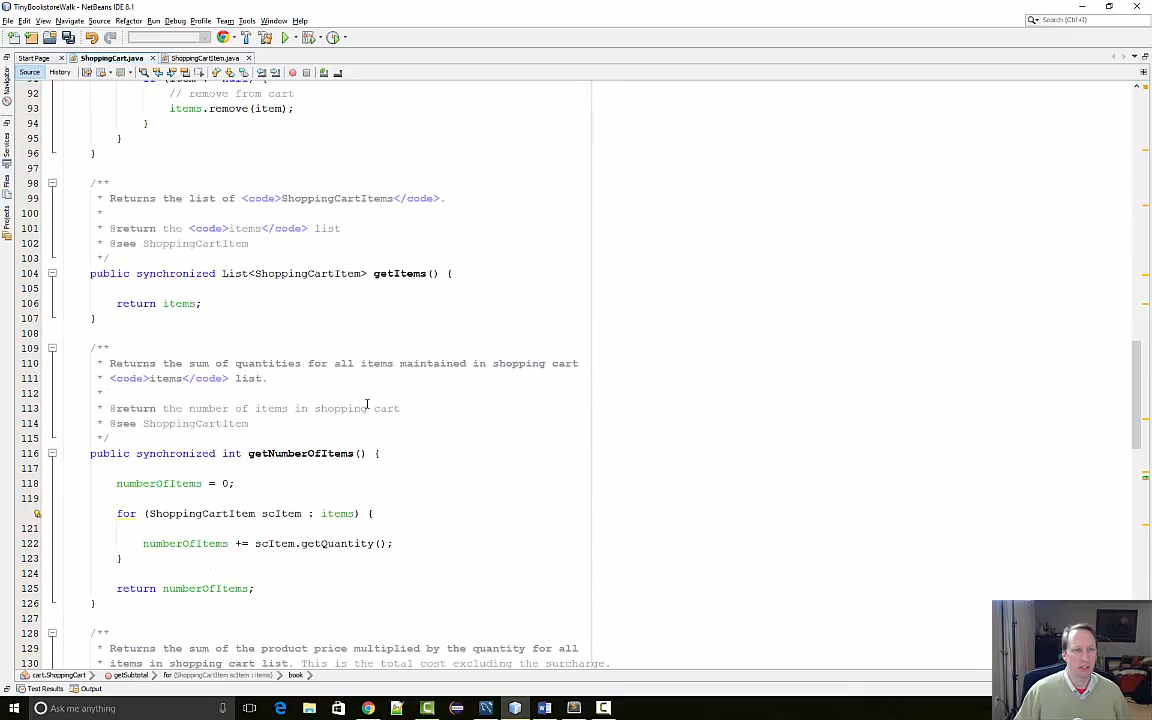 TinyBookstoreWalk - NetBeans IDE 8.1
File Edit View Navigate Source Refactor Run Debug Profile Team Tools Window Help
Search (Ctrl+I)
Start Page ShoppingCart.java ShoppingCartItem.java
Source History
Navigator
Services
Files
Projects
92 // remove from cart
93 items.remove(item);
94 }
95 }
96 }
97
98 /**
99 * Returns the list of <code>ShoppingCartItems</code>.
100 *
101 * @return the <code>items</code> list
102 * @see ShoppingCartItem
103 */
104 public synchronized List<ShoppingCartItem> getItems() {
105
106 return items;
107 }
108
109 /**
110 * Returns the sum of quantities for all items maintained in shopping cart
111 * <code>items</code> list.
112 *
113 * @return the number of items in shopping cart
114 * @see ShoppingCartItem
115 */
116 public synchronized int getNumberOfItems() {
117
118 numberOfItems = 0;
119
for (ShoppingCartItem scItem : items) {
121
122 numberOfItems += scItem.getQuantity();
123 }
124
125 return numberOfItems;
126 }
127
128 /**
129 * Returns the sum of the product price multiplied by the quantity for all
130 * items in shopping cart list. This is the total cost excluding the surcharge.
cart.ShoppingCart getSubtotal for (ShoppingCartItem scItem : items) book
Test Results Output
Ask me anything